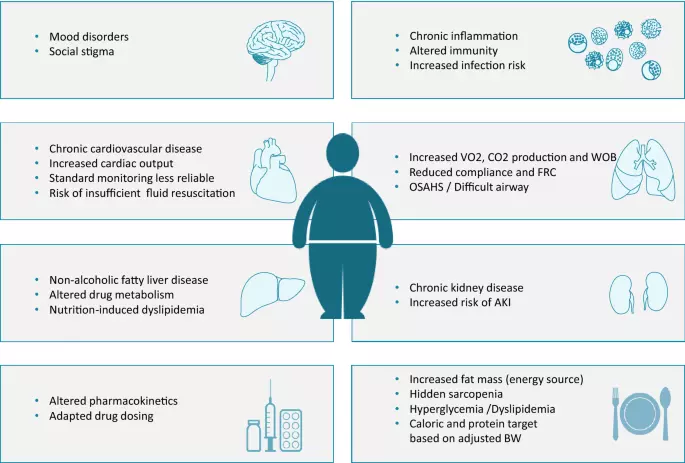 Mood disorders
Social stigma
Chronic inflammation
Altered immunity
Increased infection risk
Chronic cardiovascular disease
Increased cardiac output
Standard monitoring less reliable
Risk of insufficient fluid resuscitation
Increased VO2, CO2 production and WOB
Reduced compliance and FRC
OSAHS / Difficult airway
Non-alcoholic fatty liver disease
Altered drug metabolism
Nutrition-induced dyslipidemia
Chronic kidney disease
Increased risk of AKI
Altered pharmacokinetics
Adapted drug dosing
Increased fat mass (energy source)
Hidden sarcopenia
Hyperglycemia /Dyslipidemia
Caloric and protein target
based on adjusted BW